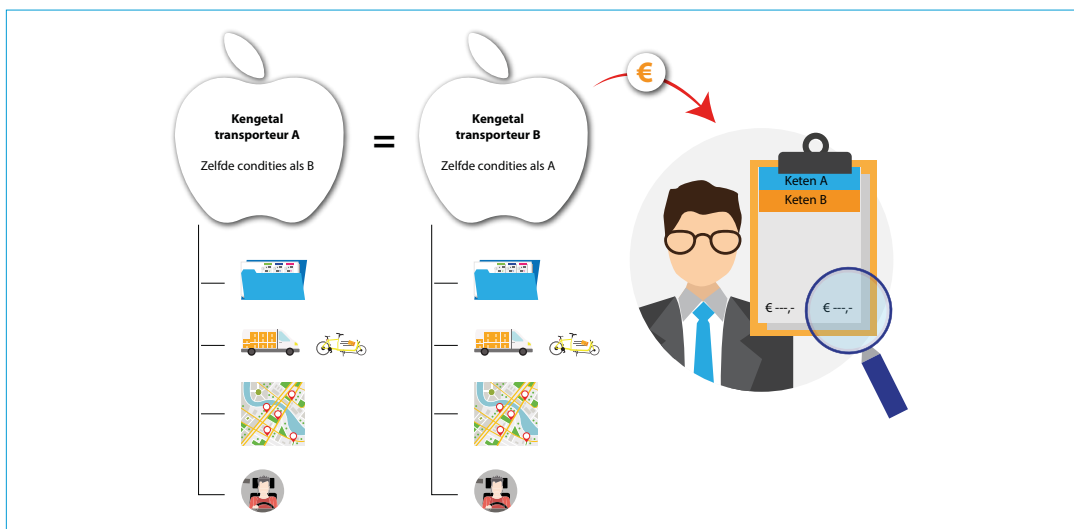 Kengetal
transporteur A
Zelfde condities als B
=
Kengetal
transporteur B
Zelfde condities als A
€
Keten A
Keten B
€ ---,-
€ ---,-